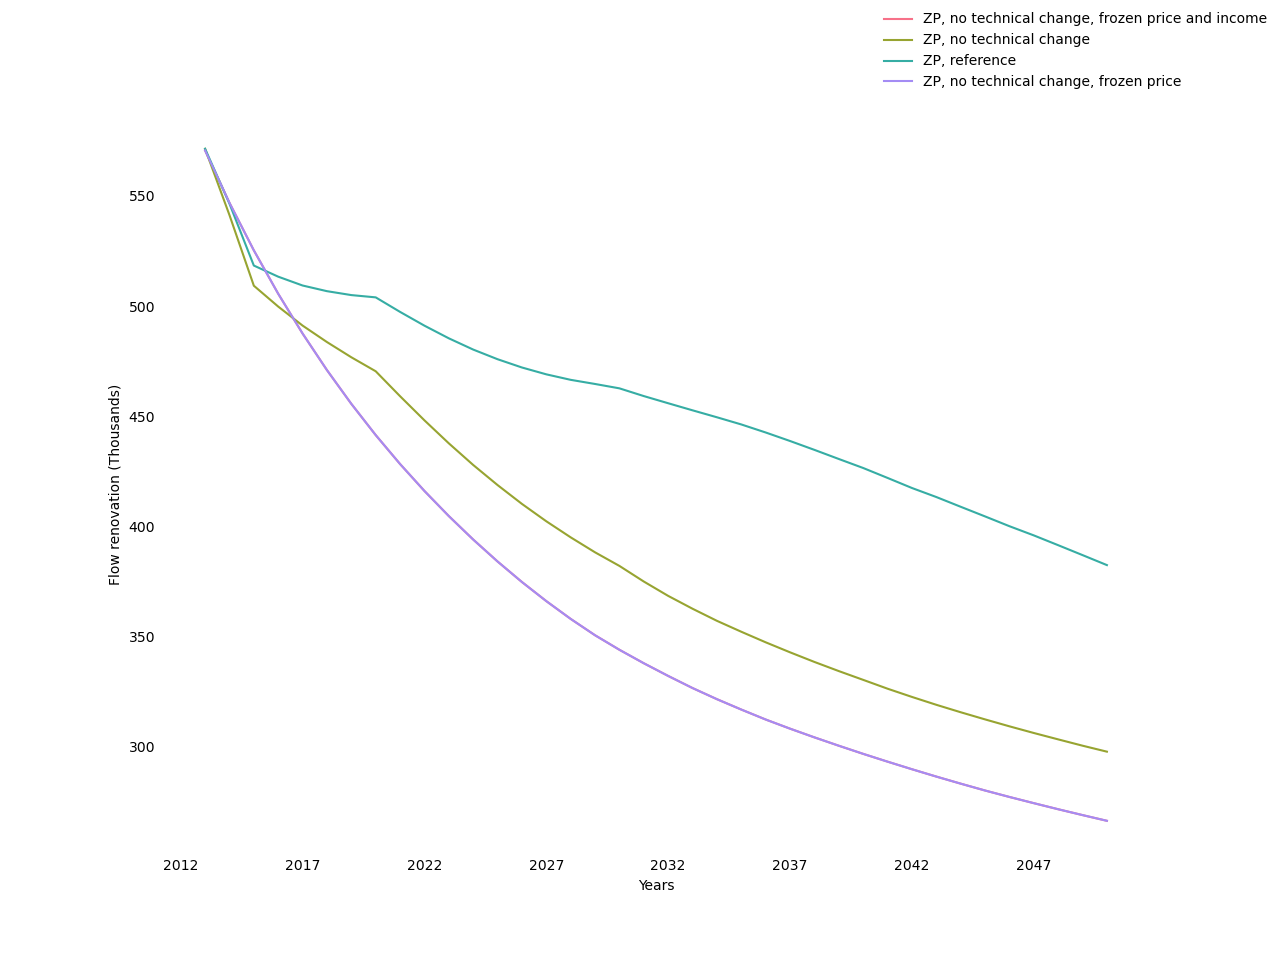 ZP, no technical change, frozen price and income
ZP, no technical change
ZP, reference
ZP, no technical change, frozen price
550
500
450
400
350
300
Flow renovation (Thousands)
2012 2017 2022 2027 2032 2037 2042 2047
Years